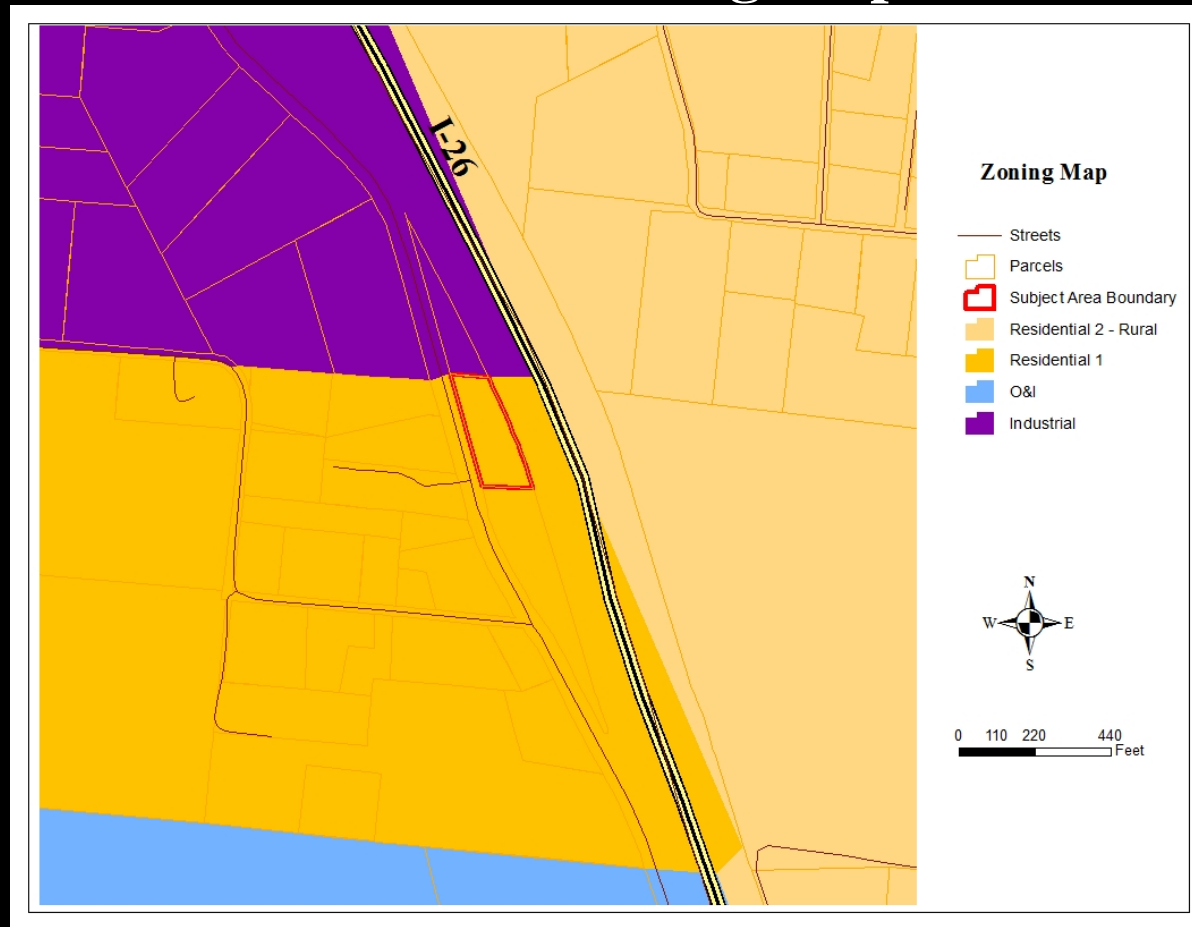 I-26
Zoning Map
Streets
Parcels
Subject Area Boundary
Residential 2 - Rural
Residential 1
O&I
Industrial
N
W E
S
0 110 220 440
Feet